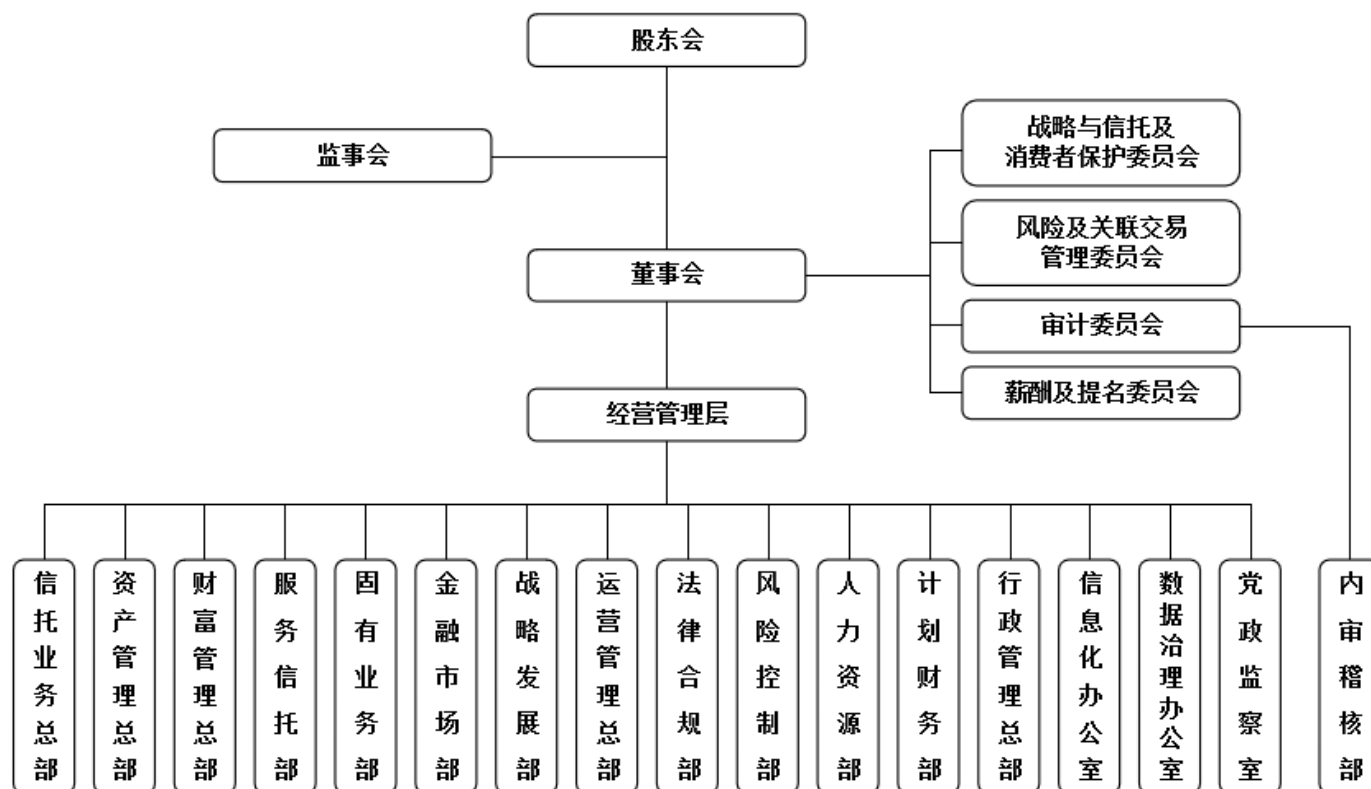 股东会
监事会
战略与信托及
消费者保护委员会
风险及关联交易
管理委员会
董事会
审计委员会
薪酬及提名委员会
经营管理层
信托业务总部
资产管理总部
财富管理总部
服务信托部
固有业务部
金融市场部
战略发展部
运营管理总部
法律合规部
风险控制部
人力资源部
计划财务部
行政管理总部
信息化办公室
数据治理办公室
党政监察室
内审稽核部